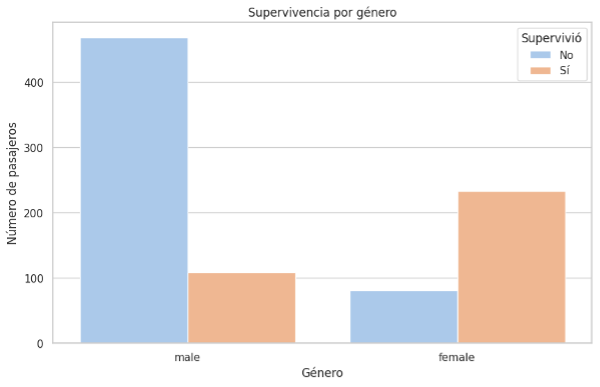 Supervivencia por género
Supervivió
No
Sí
Número de pasajeros
400
300
200
100
0
male
female
Género